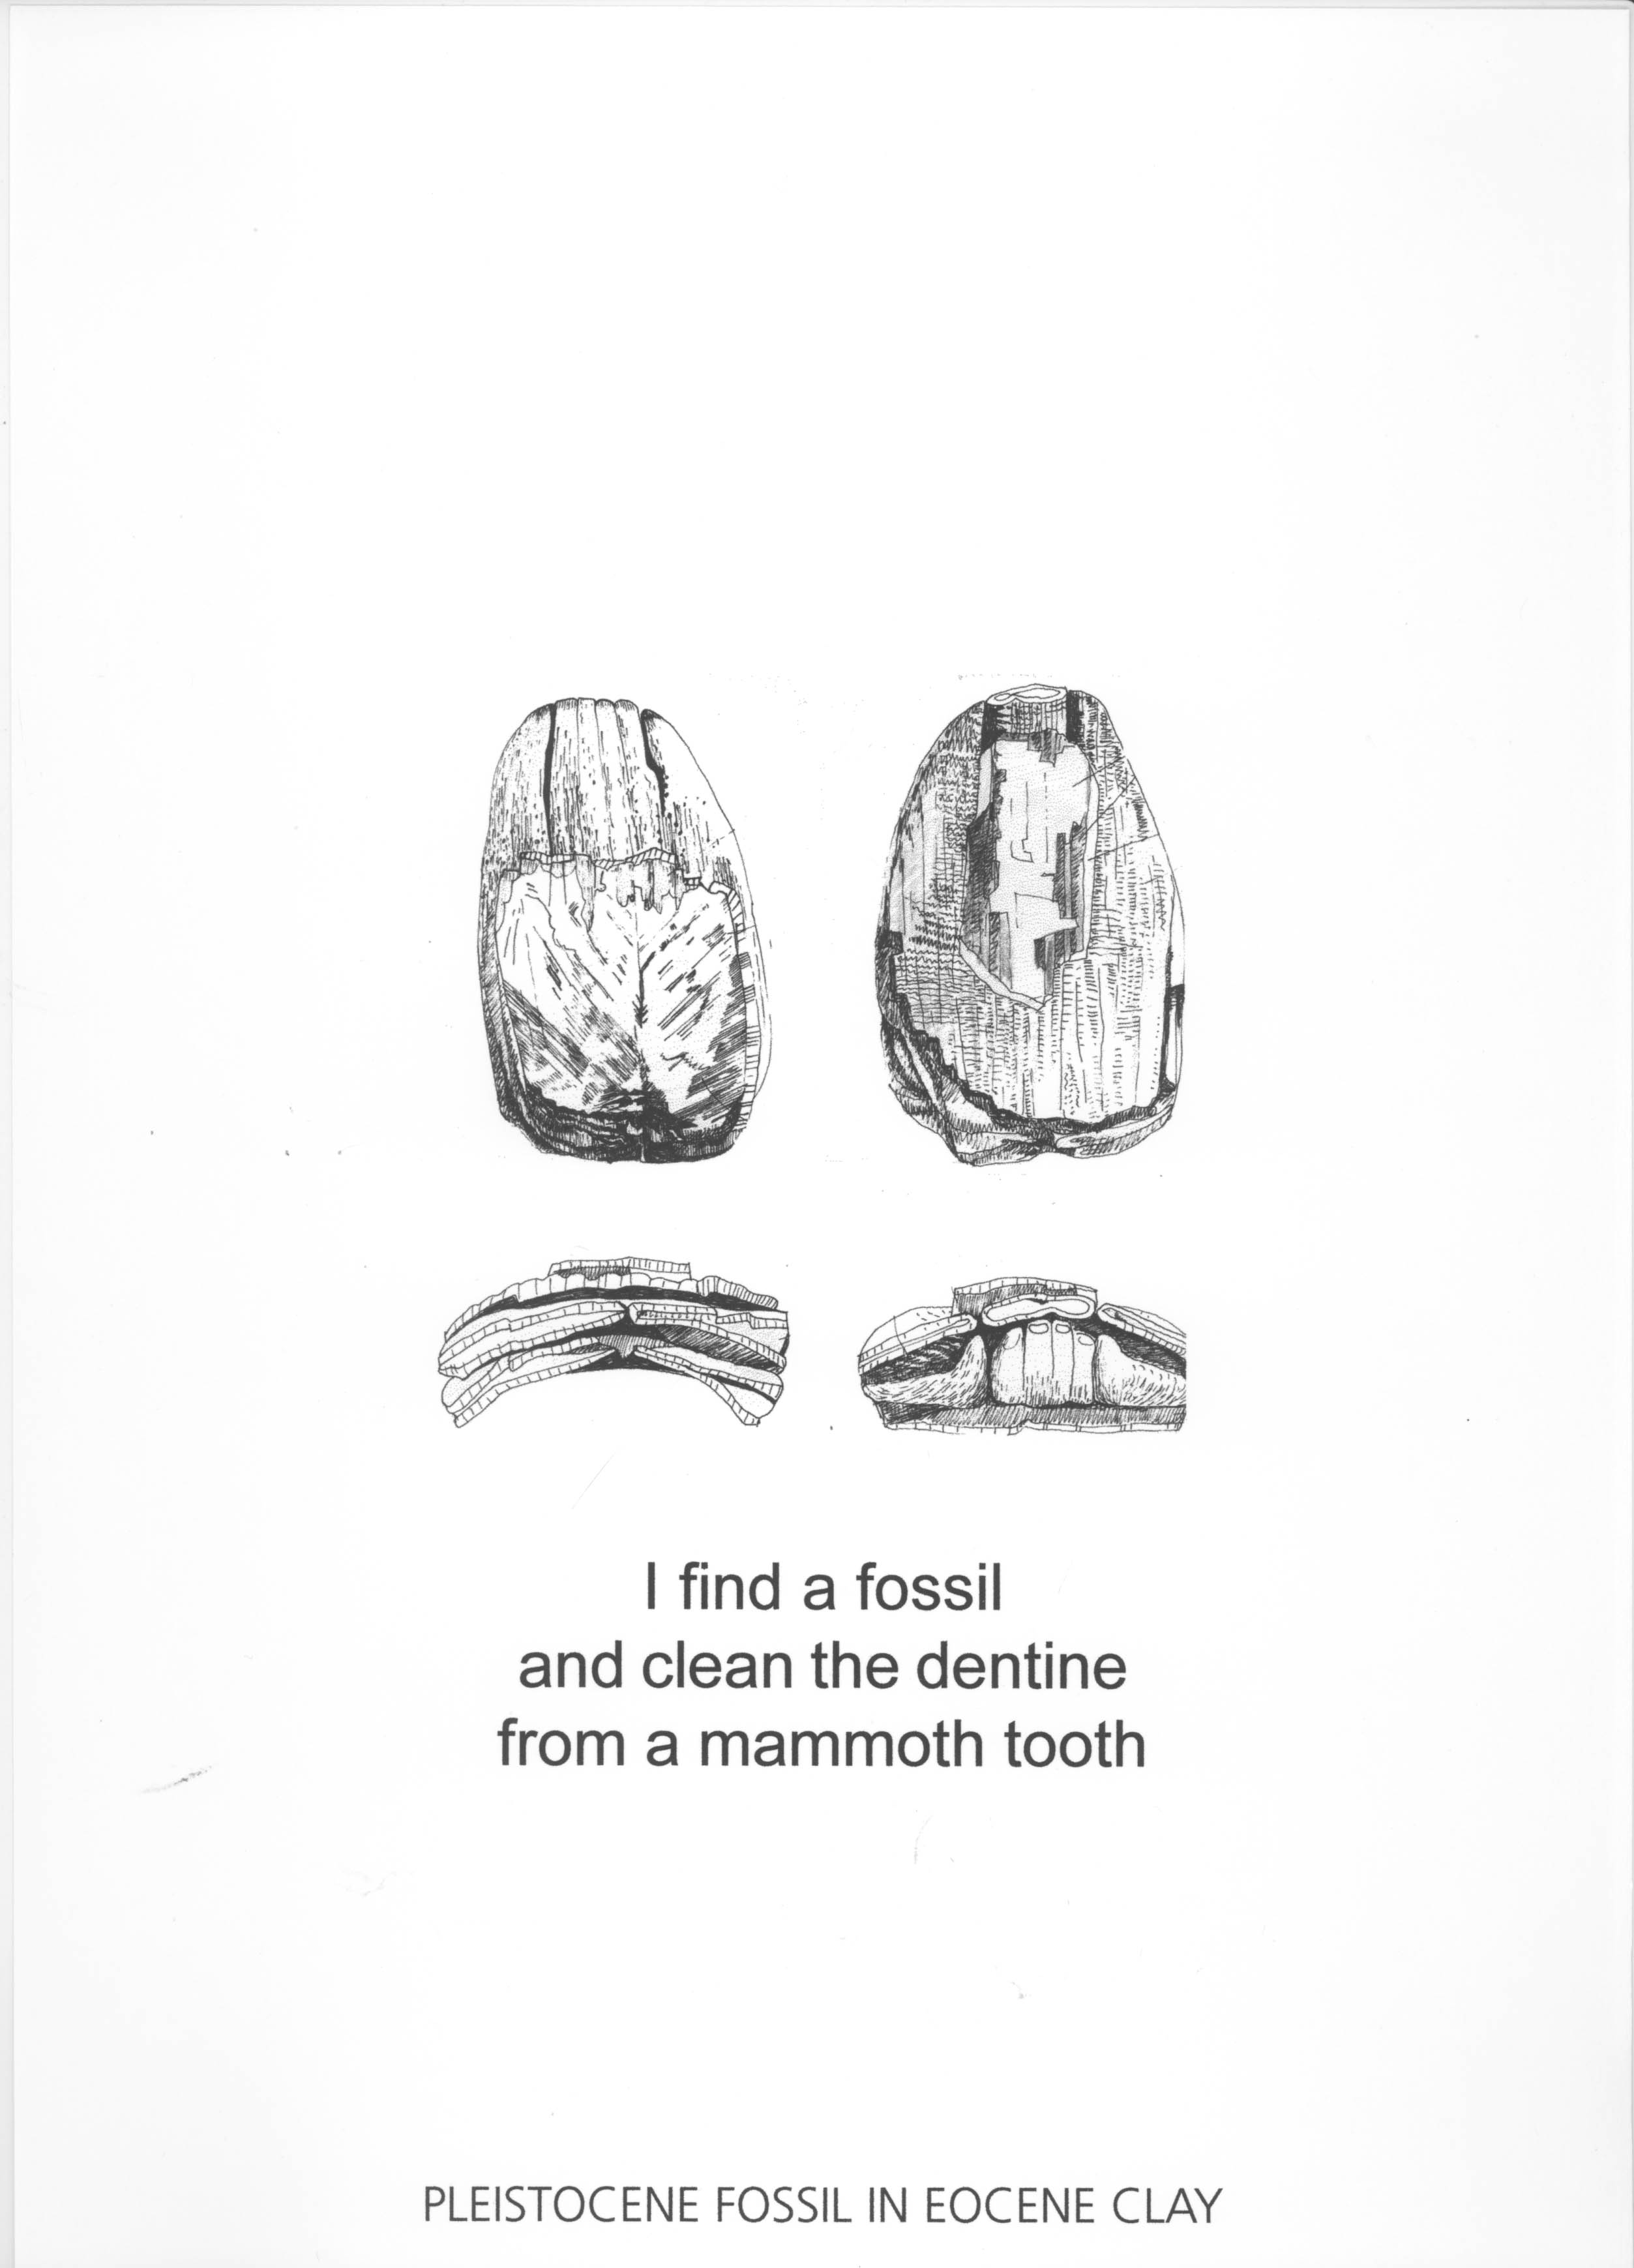 I find a fossil
and clean the dentine
from a mammoth tooth
PLEISTOCENE FOSSIL IN EOCENE CLAY